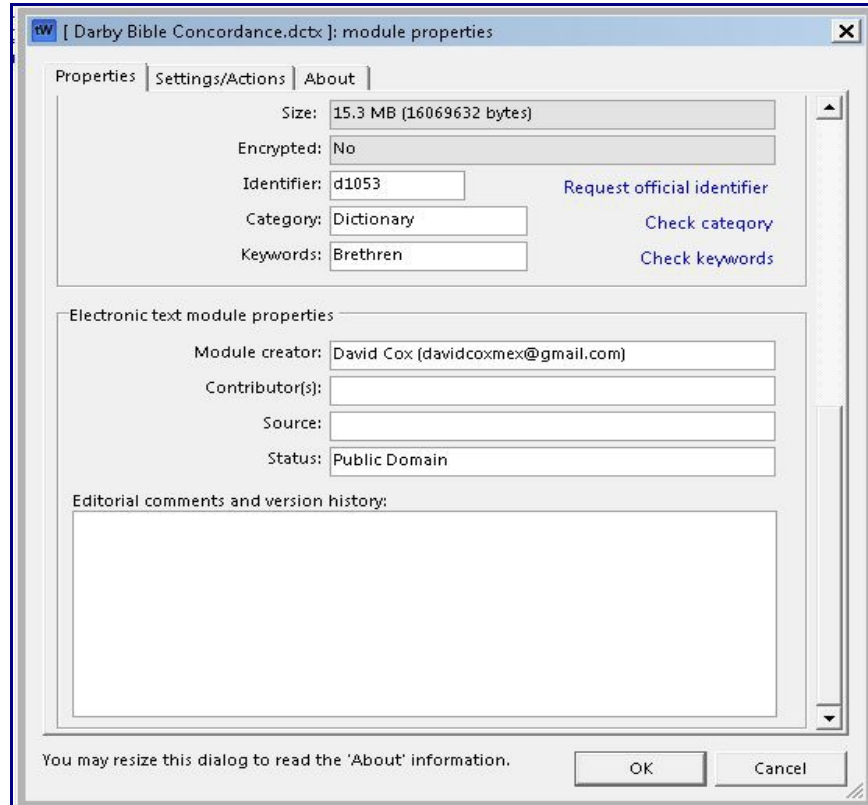 tW [ Darby Bible Concordance.dctx ]: module properties
Properties Settings/Actions About
Size: 15.3 MB (16069632 bytes)
Encrypted: No
Identifier: d1053 Request official identifier
Category: Dictionary Check category
Keywords: Brethren Check keywords
Electronic text module properties
Module creator: David Cox (davidcoxmex@gmail.com)
Contributor(s):
Source:
Status: Public Domain
Editorial comments and version history:
You may resize this dialog to read the 'About' information. OK Cancel